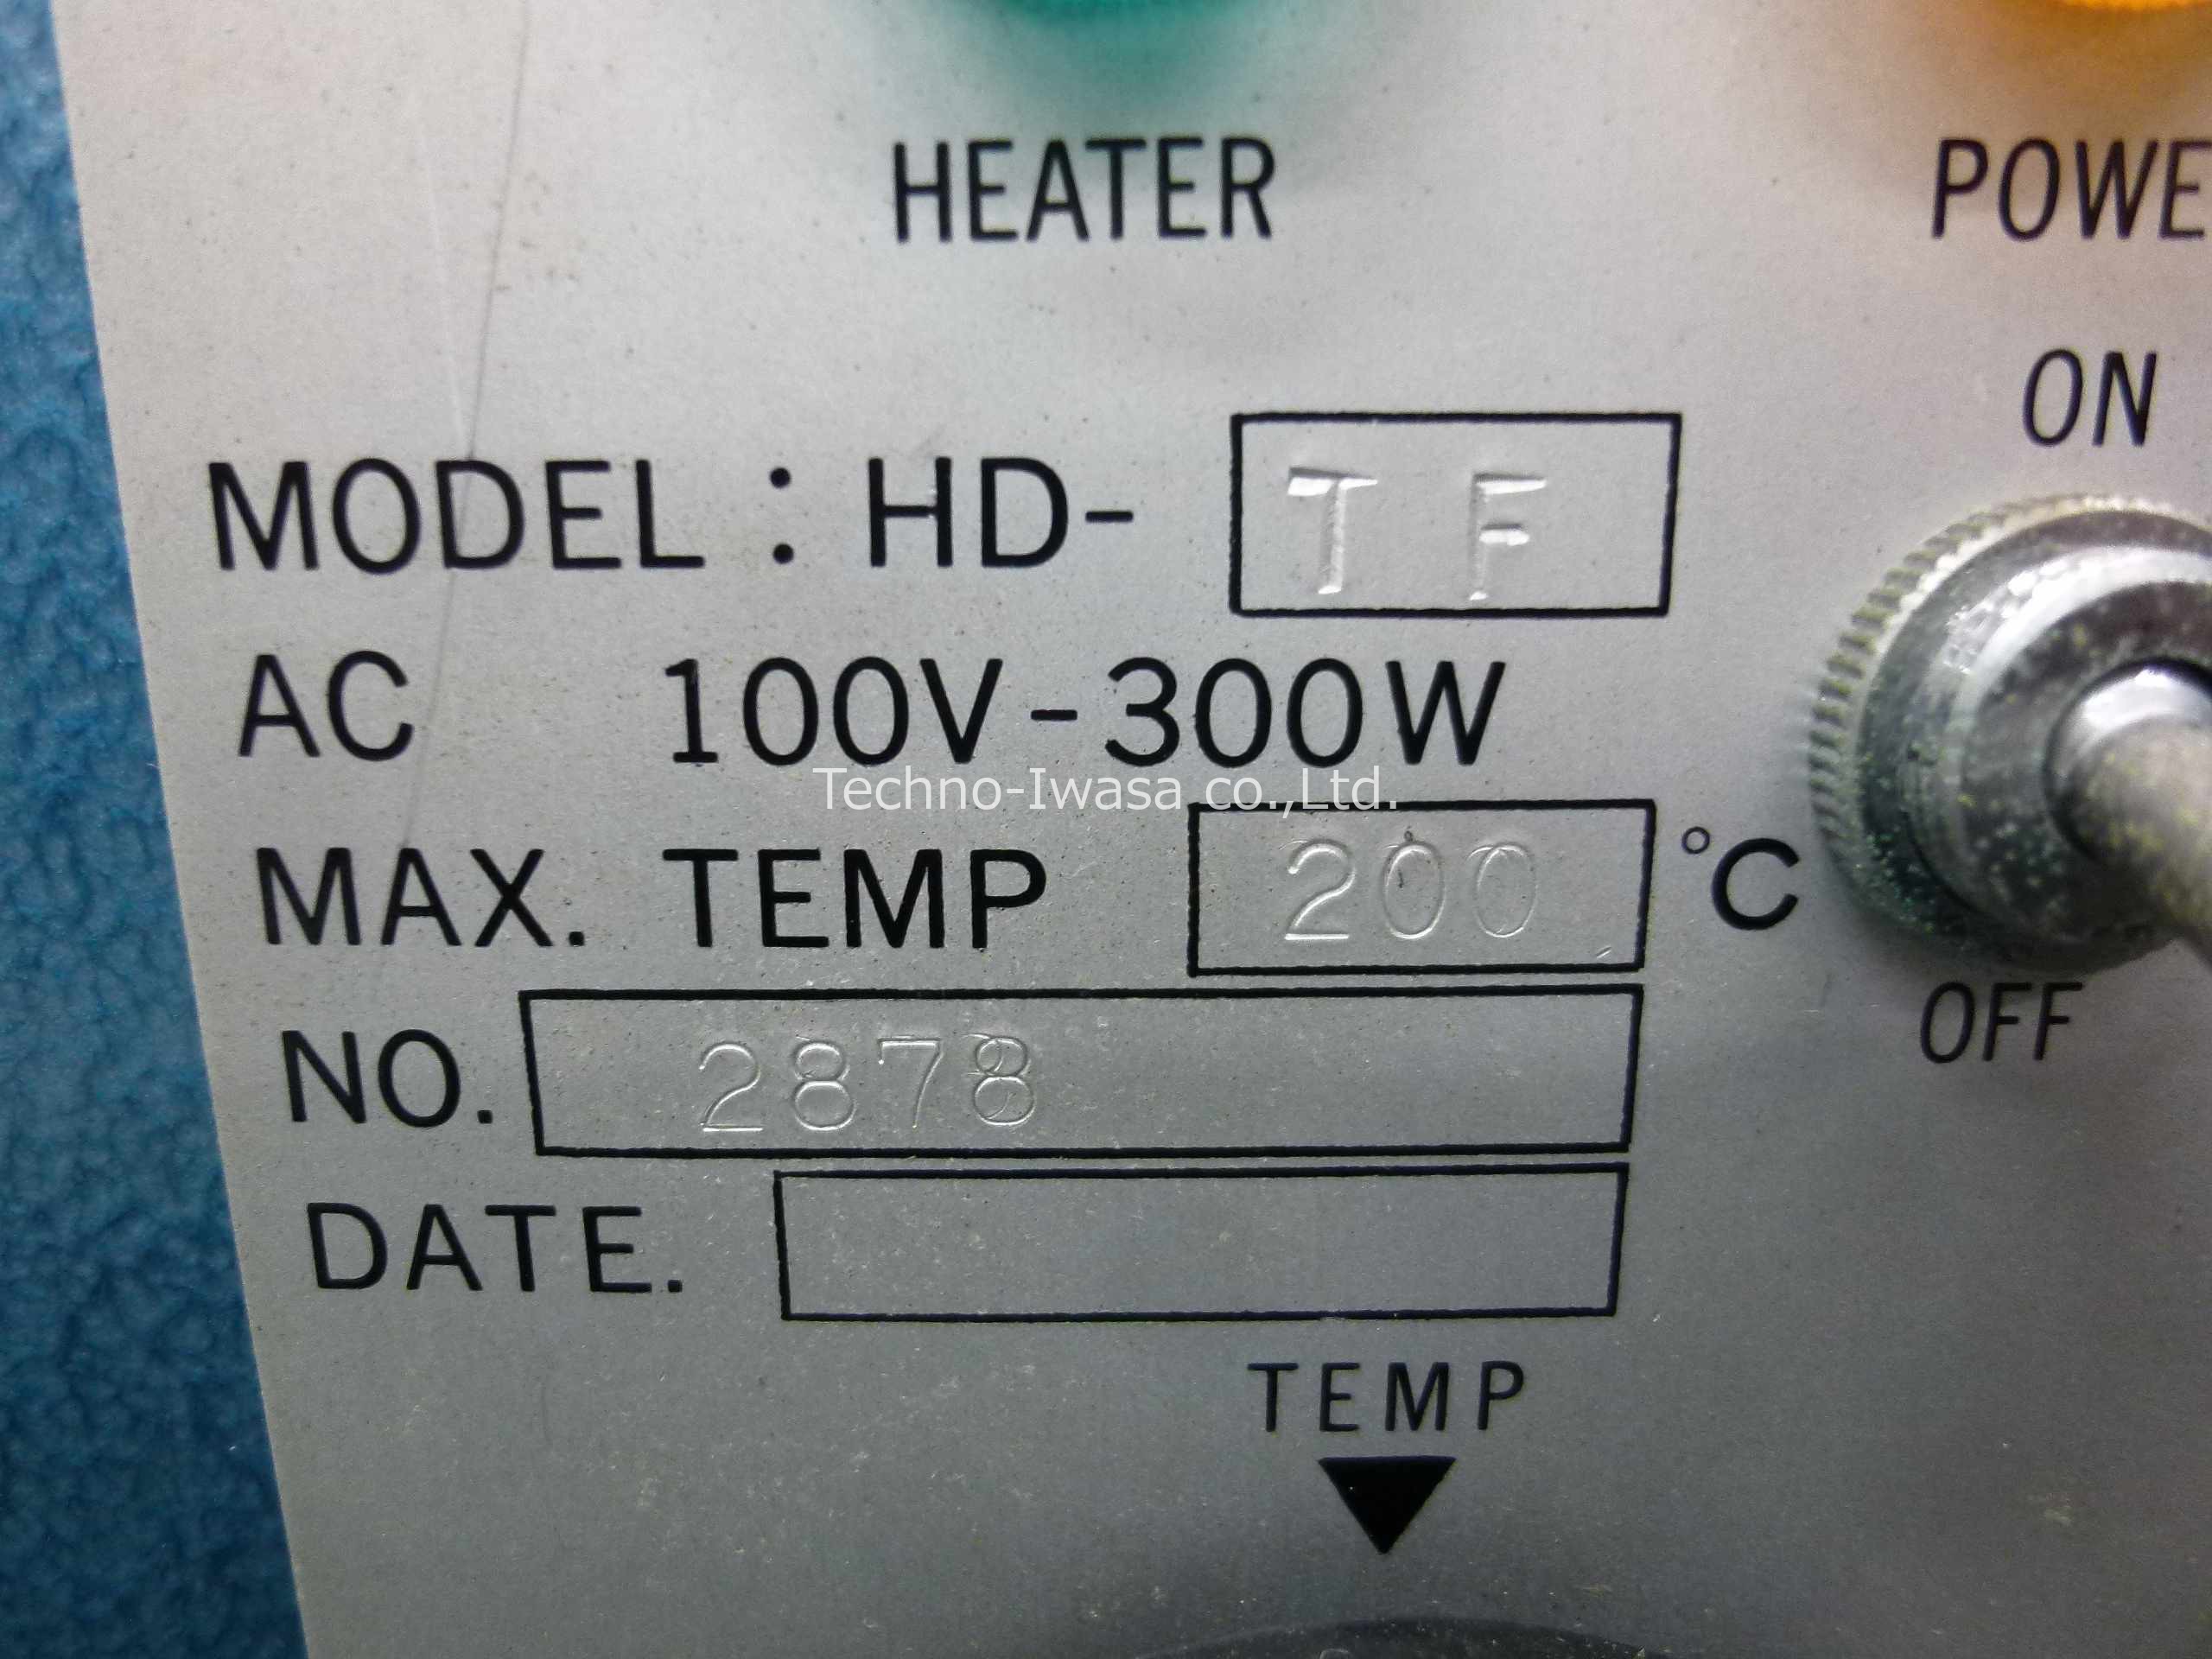 HEATER
POWE
ON
MODEL : HD- TF
AC 100V-300W
Techno-Iwasa co.,Ltd.
MAX. TEMP 200 °C
OFF
NO. 2878
DATE.
TEMP